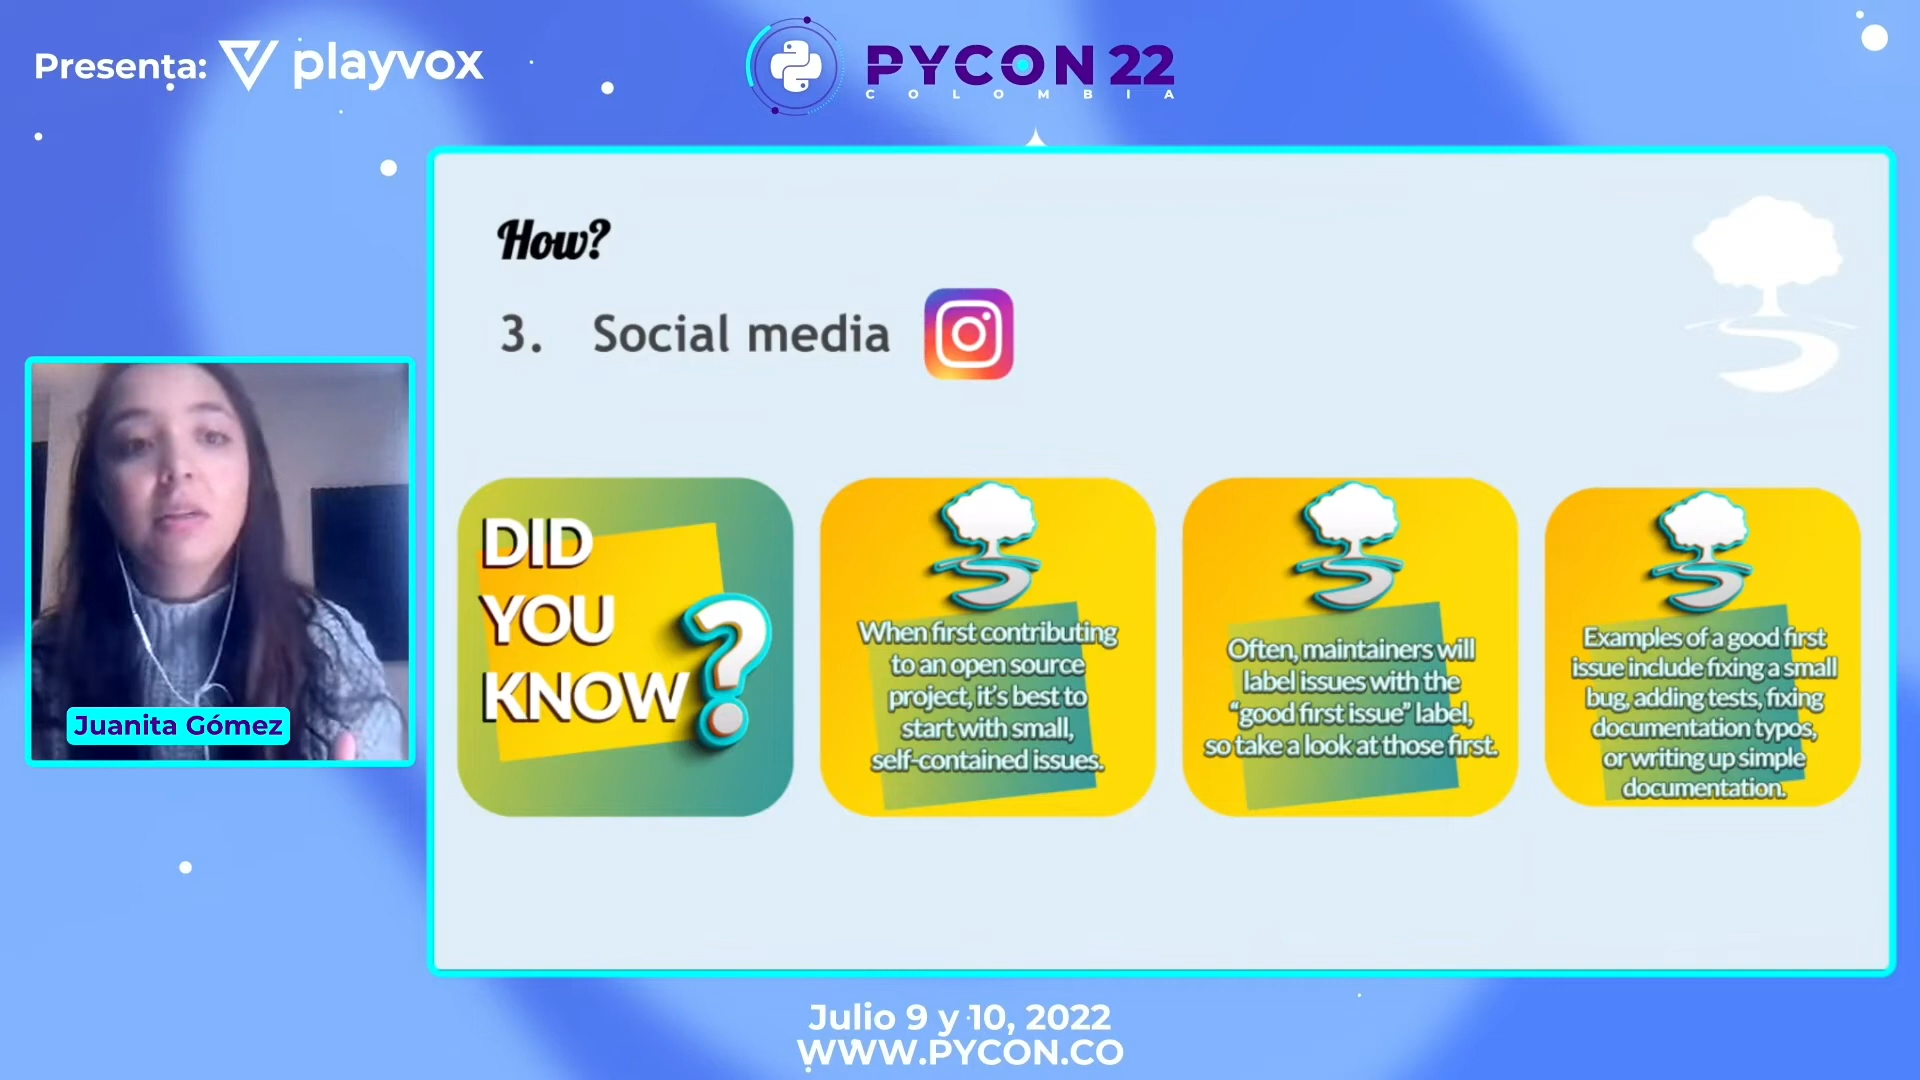 Presenta: playvox
PYCON 22
COLOMBIA
How?
3. Social media
DID
YOU
KNOW
?
When first contributing
to an open source
project, it's best to
start with small,
self-contained issues.
Often, maintainers will
label issues with the
“good first issue” label,
so take a look at those first.
Examples of a good first
issue include fixing a small
bug, adding tests, fixing
documentation typos,
or writing up simple
documentation.
Juanita Gómez
Julio 9 y 10, 2022
WWW.PYCON.CO